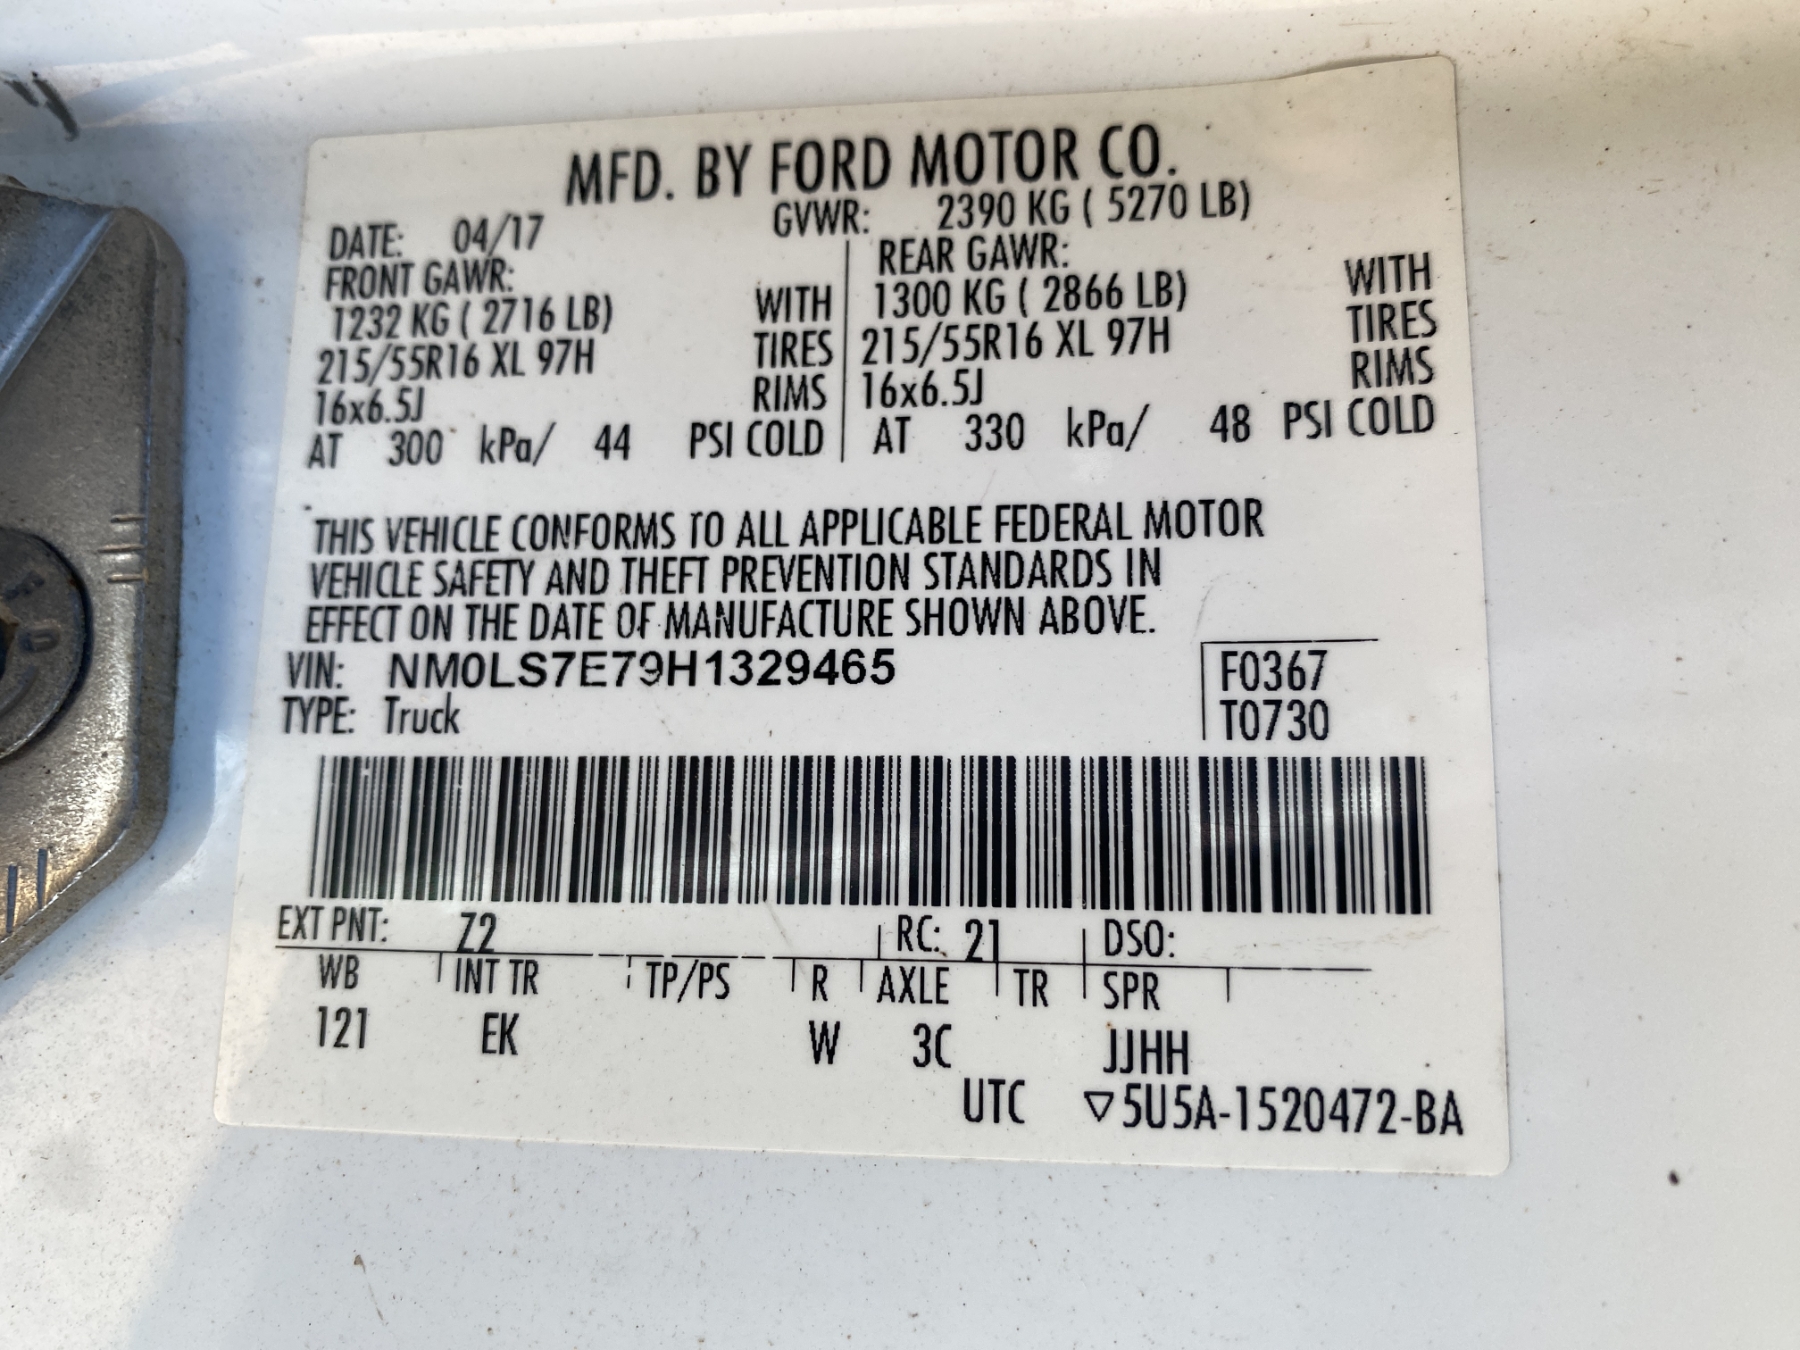 MFD. BY FORD MOTOR CO.
DATE: 04/17 GVWR: 2390 KG ( 5270 LB)
FRONT GAWR: REAR GAWR:
1232 KG ( 2716 LB) WITH 1300 KG ( 2866 LB) WITH
215/55R16 XL 97H TIRES 215/55R16 XL 97H TIRES
16x6.5J RIMS 16x6.5J RIMS
AT 300 kPa/ 44 PSI COLD AT 330 kPa/ 48 PSI COLD
THIS VEHICLE CONFORMS TO ALL APPLICABLE FEDERAL MOTOR
VEHICLE SAFETY AND THEFT PREVENTION STANDARDS IN
EFFECT ON THE DATE OF MANUFACTURE SHOWN ABOVE.
VIN: NM0LS7E79H1329465 F0367
TYPE: Truck T0730
EXT PNT: Z2 RC: 21 DSO:
WB INT TR TP/PS R AXLE TR SPR
121 EK W 3C JJHH
UTC ▽5U5A-1520472-BA